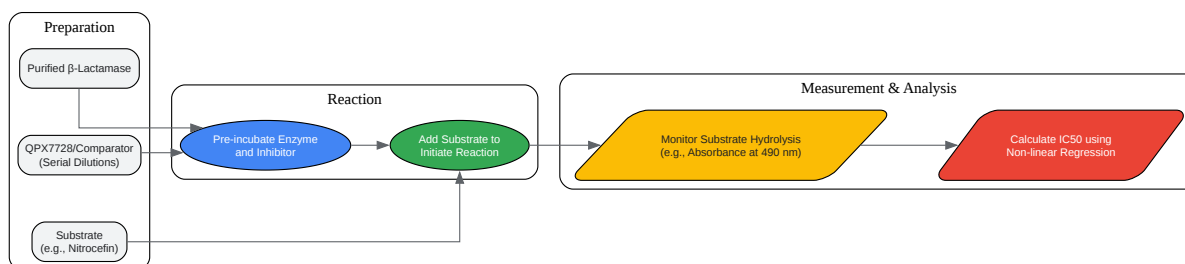 Preparation
Purified β-Lactamase
QPX7728/Comparator
(Serial Dilutions)
Substrate
(e.g., Nitrocefin)
Reaction
Pre-incubate Enzyme
and Inhibitor
Add Substrate to
Initiate Reaction
Measurement & Analysis
Monitor Substrate Hydrolysis
(e.g., Absorbance at 490 nm)
Calculate IC50 using
Non-linear Regression